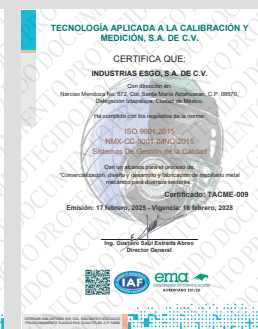 TECNOLOGÍA APLICADA A LA CALIBRACIÓN Y
MEDICIÓN, S.A. DE C.V.
CERTIFICA QUE:
INDUSTRIAS ESGO, S.A. DE C.V.
Con dirección en:
Narciso Mendoza No. 672, Col. Santa María Aztahuacán, C.P. 09570,
Delegación Iztapalapa, Ciudad de México.
Ha cumplido con los requisitos de la norma:
ISO 9001:2015
NMX-CC-9001-IMNC-2015
Sistemas De Gestión de la Calidad
Con un alcance para el proceso de
"Comercialización, diseño y desarrollo y fabricación de mobiliario metal
mecánico para diversos sectores."
Certificado: TACME-009
Emisión: 17 febrero, 2025 - Vigencia: 16 febrero, 2028
Ing. Gustavo Saúl Estrada Abreo
Director General
IAF
ema
ORGANISMO DE CERTIFICACIÓN